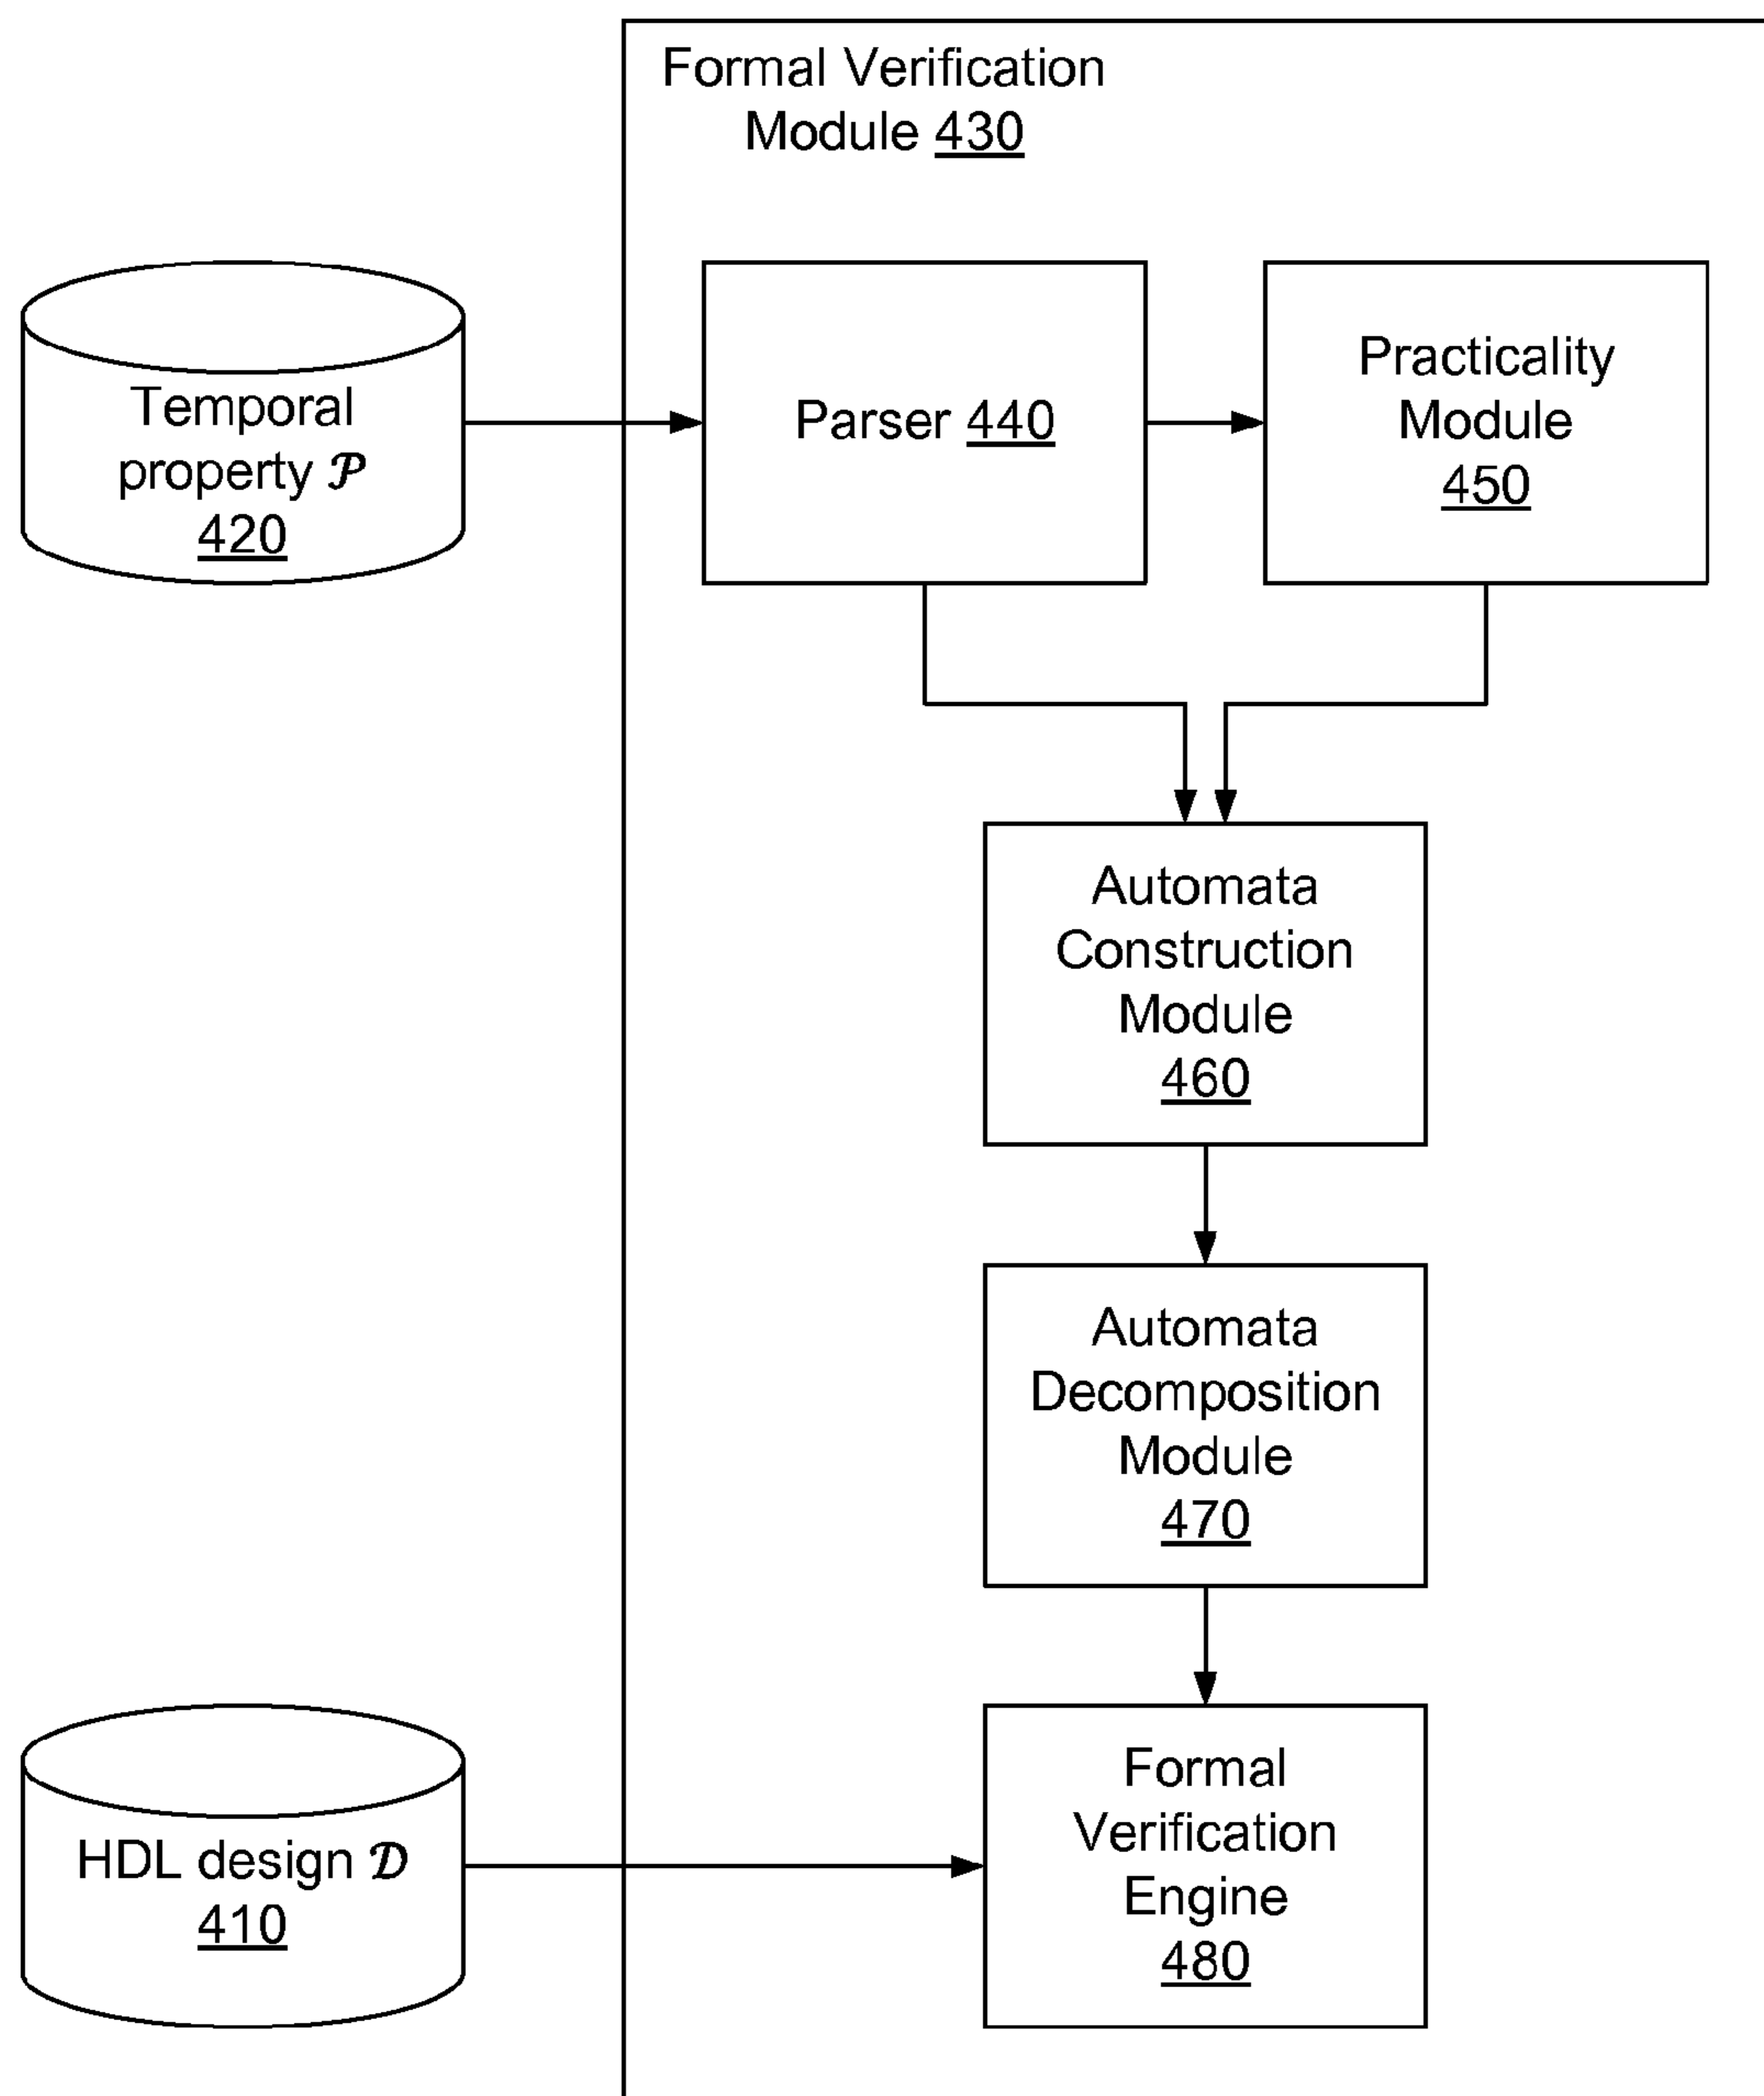 Formal Verification
Module 430
Temporal
property 𝒫
420
Parser 440
Practicality
Module
450
Automata
Construction
Module
460
Automata
Decomposition
Module
470
HDL design 𝒟
410
Formal
Verification
Engine
480